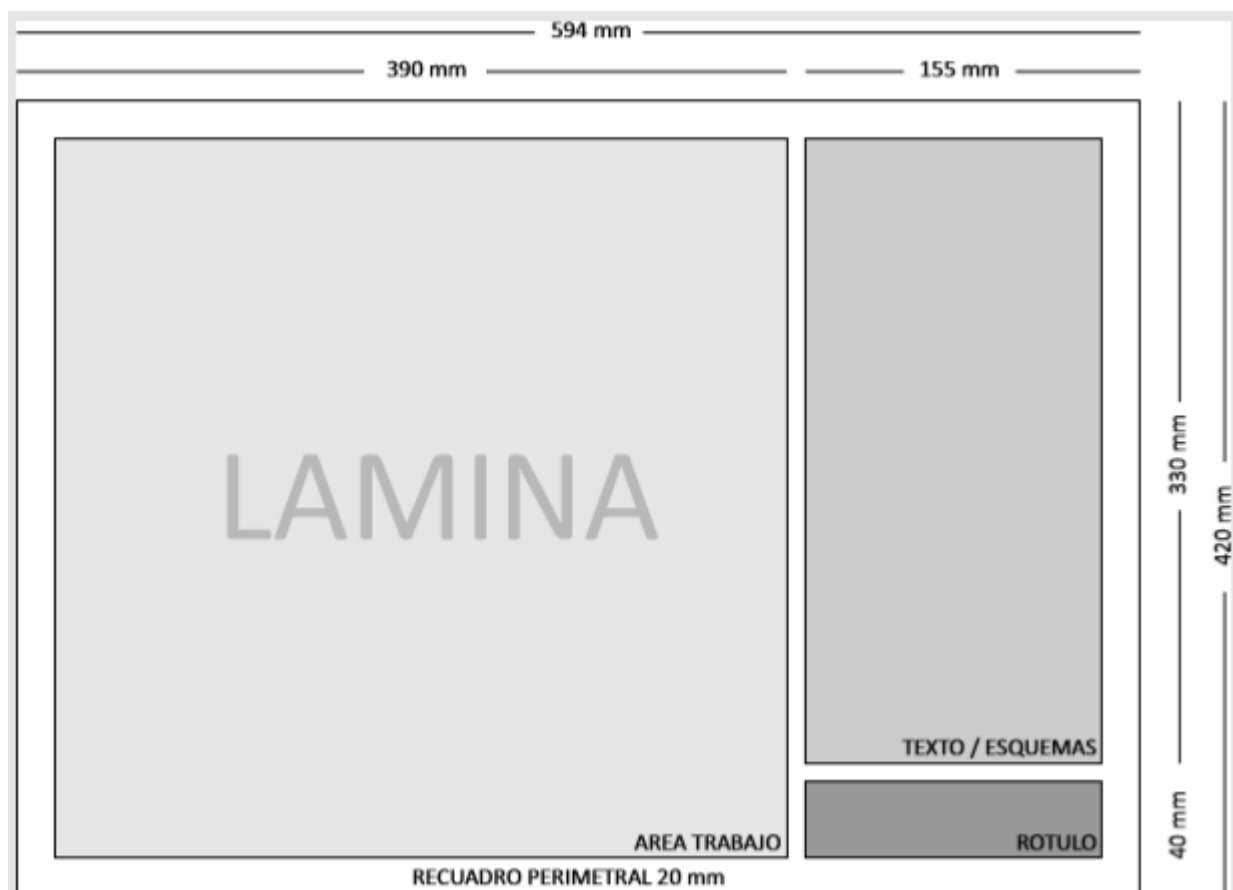 594 mm
390 mm
155 mm
330 mm
420 mm
LAMINA
TEXTO / ESQUEMAS
40 mm
AREA TRABAJO
ROTULO
RECUADRO PERIMETRAL 20 mm